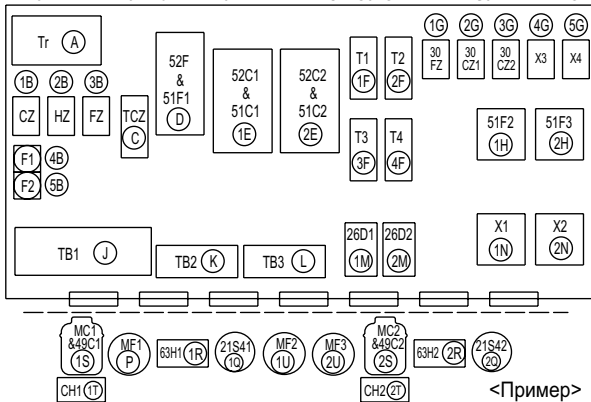 1G 2G 3G 4G 5G
Tr A
52F & 51F1 D
52C1 & 51C1 1E
52C2 & 51C2 2E
T1 1F
T2 2F
30 FZ
30 CZ1
30 CZ2
X3
X4
1B 2B 3B
CZ HZ FZ
TCZ C
F1 4B
F2 5B
T3 3F
T4 4F
51F2 1H
51F3 2H
TB1 J
TB2 K
TB3 L
26D1 1M
26D2 2M
X1 1N
X2 2N
MC1 &49C1 1S
MF1 P
63H1 1R
21S41 1Q
MF2 1U
MF3 2U
MC2 &49C2 2S
63H2 2R
21S42 2Q
CH1 1T
CH2 2T
<Пример>